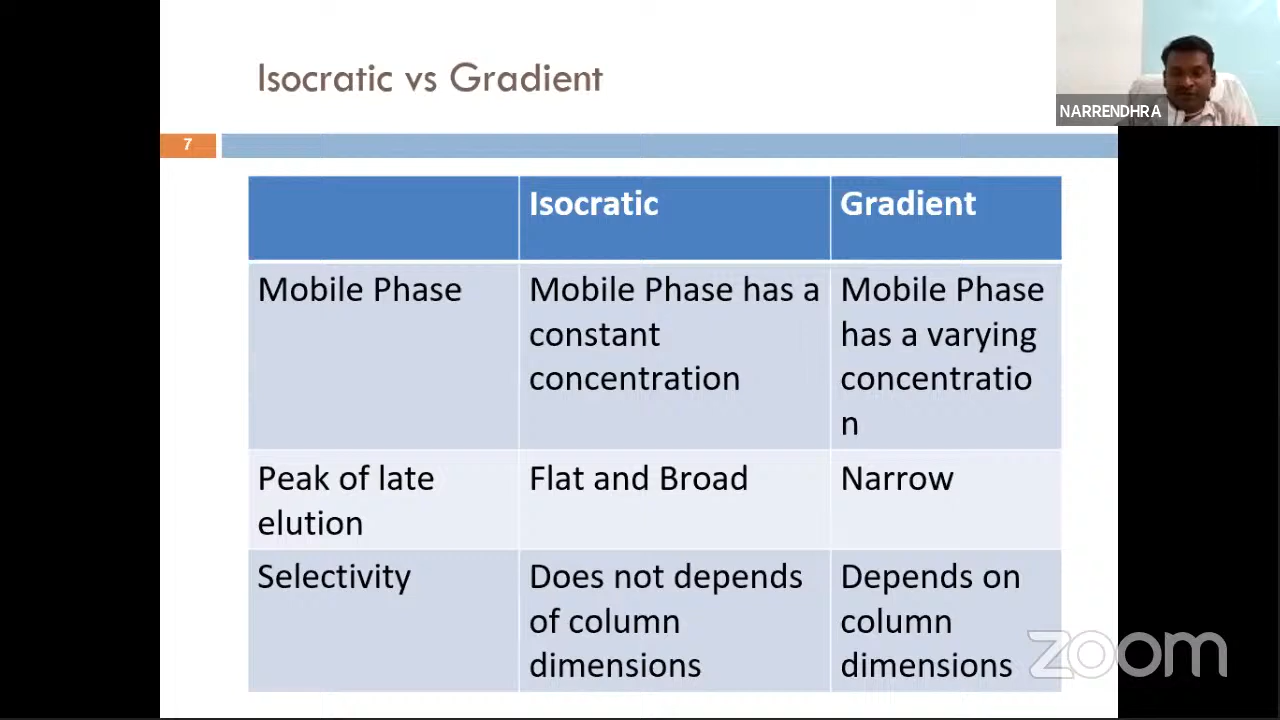 Isocratic vs Gradient
NARRENDHRA
7
Isocratic
Gradient
Mobile Phase
Mobile Phase has a
constant
concentration
Mobile Phase
has a varying
concentratio
n
Peak of late
elution
Flat and Broad
Narrow
Selectivity
Does not depends
of column
dimensions
Depends on
column
dimensions
zoom